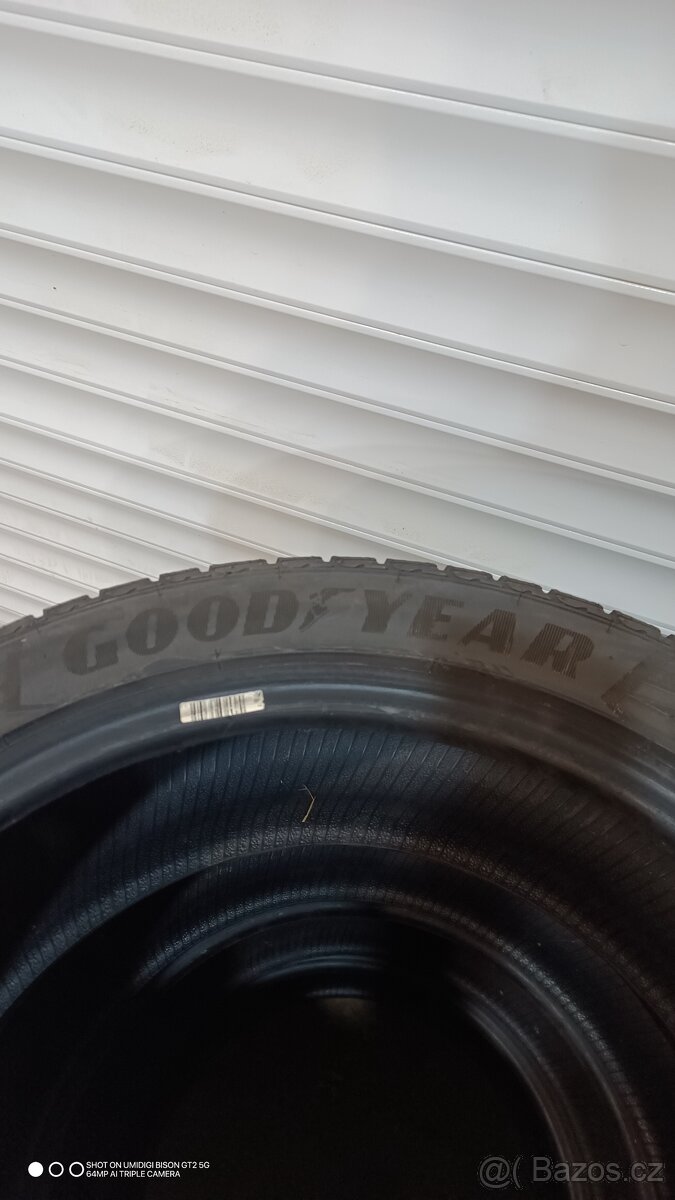 GOODYEAR
SHOT ON UMIDIGI BISON GT2 5G
64MP AI TRIPLE CAMERA
@ Bazos.cz